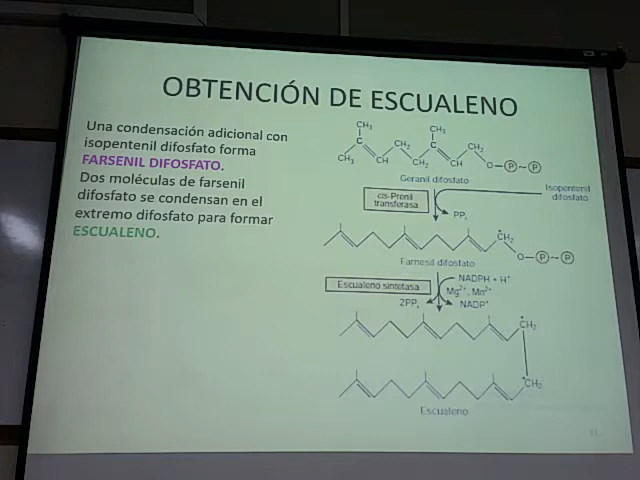 OBTENCIÓN DE ESCUALENO
Una condensación adicional con
isopentenil difosfato forma
FARSENIL DIFOSFATO.
Dos moléculas de farsenil
difosfato se condensan en el
extremo difosfato para formar
ESCUALENO.
CH₃ CH₃
C CH₂ C CH₂
CH₃ CH CH₂ CH O P P
Geranil difosfato
Isopentenil
difosfato
cis-Prenil
transferasa
PPᵢ
CH₂
O P P
Farnesil difosfato
Escualeno sintetasa
NADPH + H⁺
Mg²⁺, Mn²⁺
2PPᵢ NADP⁺
*CH₂
*CH₂
Escualeno